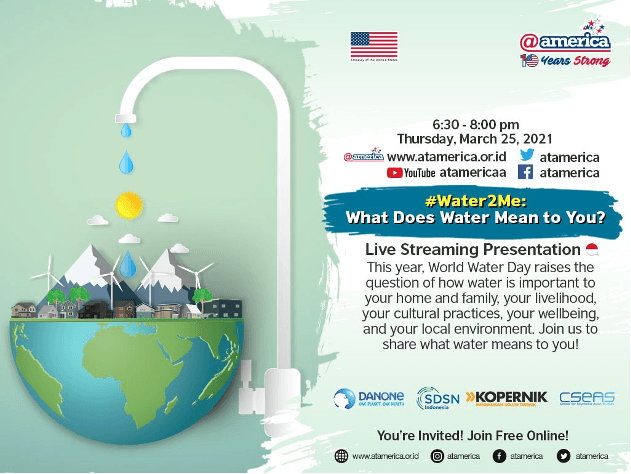 Embassy of the United States
@america
10 Years Strong
6:30 - 8:00 pm
Thursday, March 25, 2021
@america www.atamerica.or.id atamerica
YouTube atamericaa atamerica
#Water2Me:
What Does Water Mean to You?
Live Streaming Presentation
This year, World Water Day raises the
question of how water is important to
your home and family, your livelihood,
your cultural practices, your wellbeing,
and your local environment. Join us to
share what water means to you!
DANONE
ONE PLANET. ONE HEALTH
SDSN
Indonesia
KOPERNIK
CSEAS
You're Invited! Join Free Online!
www.atamerica.or.id atamerica atamerica atamerica